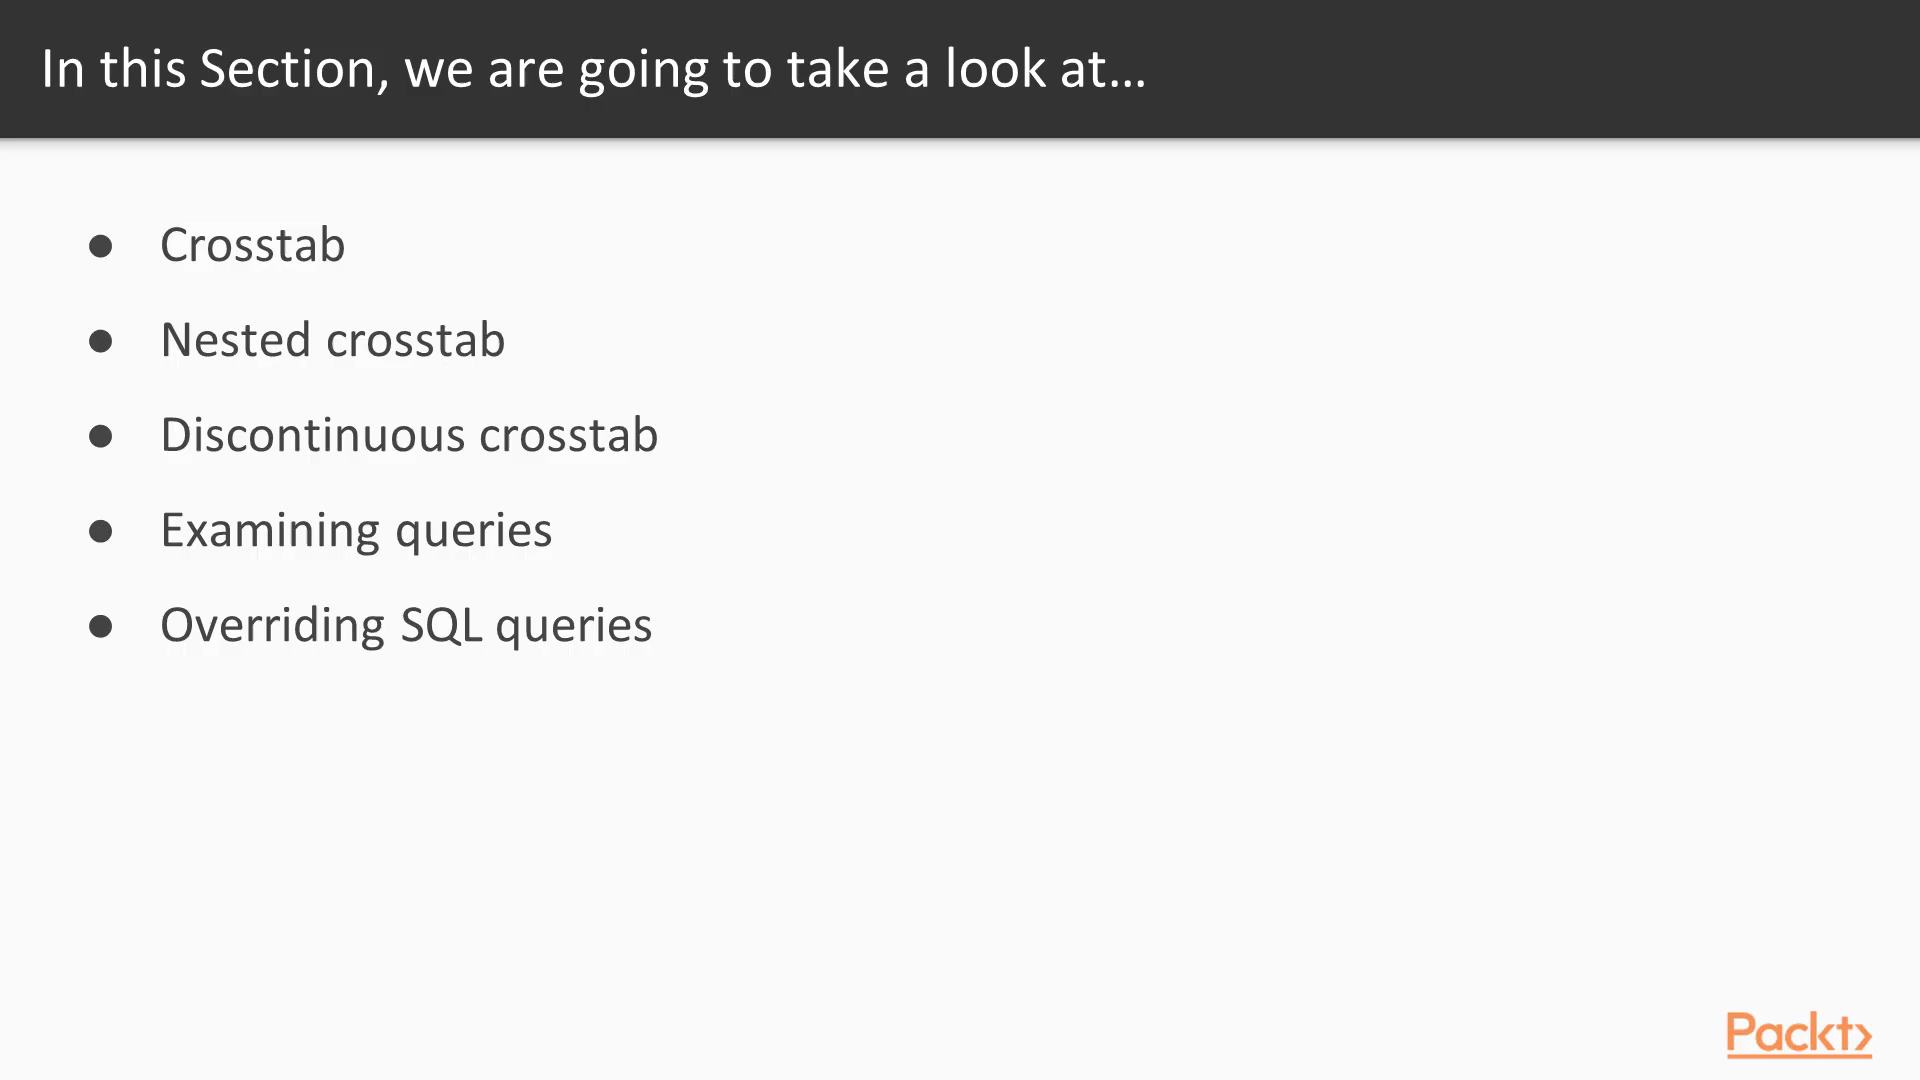 In this Section, we are going to take a look at...
● Crosstab
● Nested crosstab
● Discontinuous crosstab
● Examining queries
● Overriding SQL queries
Packt>